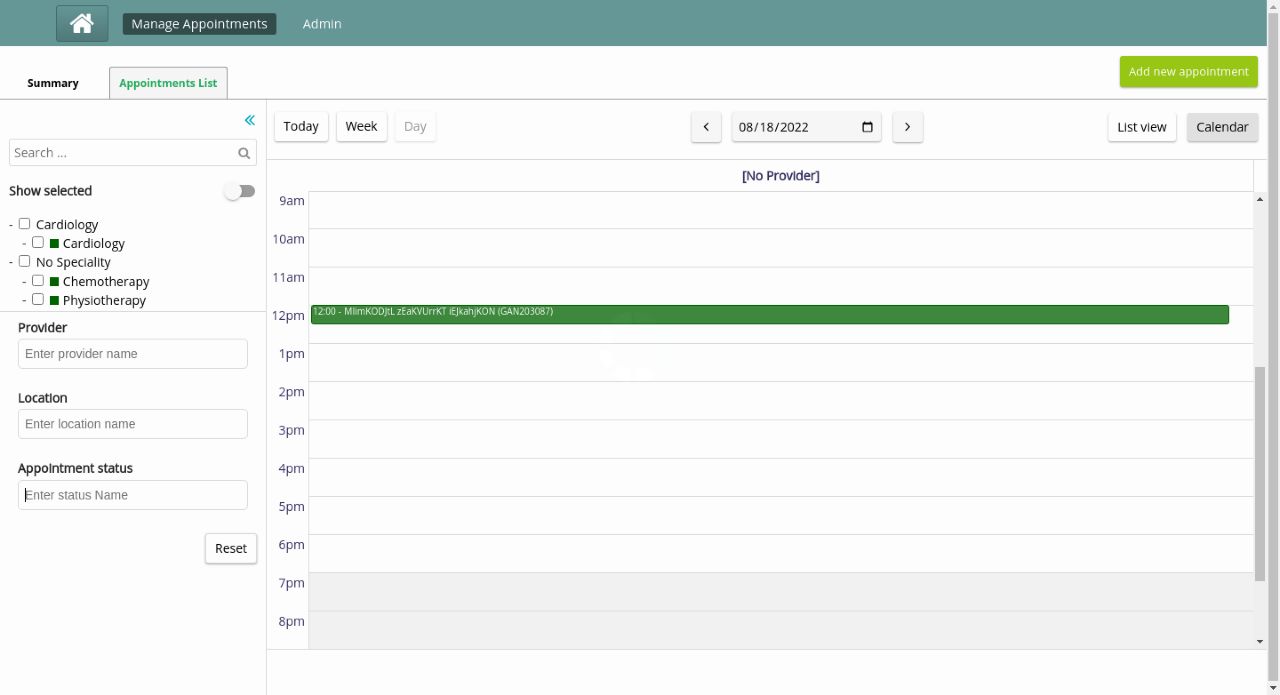 Manage Appointments Admin
Summary Appointments List Add new appointment
Today Week Day 08/18/2022 List view Calendar
Search ...
[No Provider]
Show selected
- Cardiology
- Cardiology
- No Speciality
- Chemotherapy
- Physiotherapy
Provider
Enter provider name
Location
Enter location name
Appointment status
Enter status Name
Reset
9am
10am
11am
12pm
12:00 - MlimKODJtL zEaKVUrrKT iEJkahjKON (GAN203087)
1pm
2pm
3pm
4pm
5pm
6pm
7pm
8pm